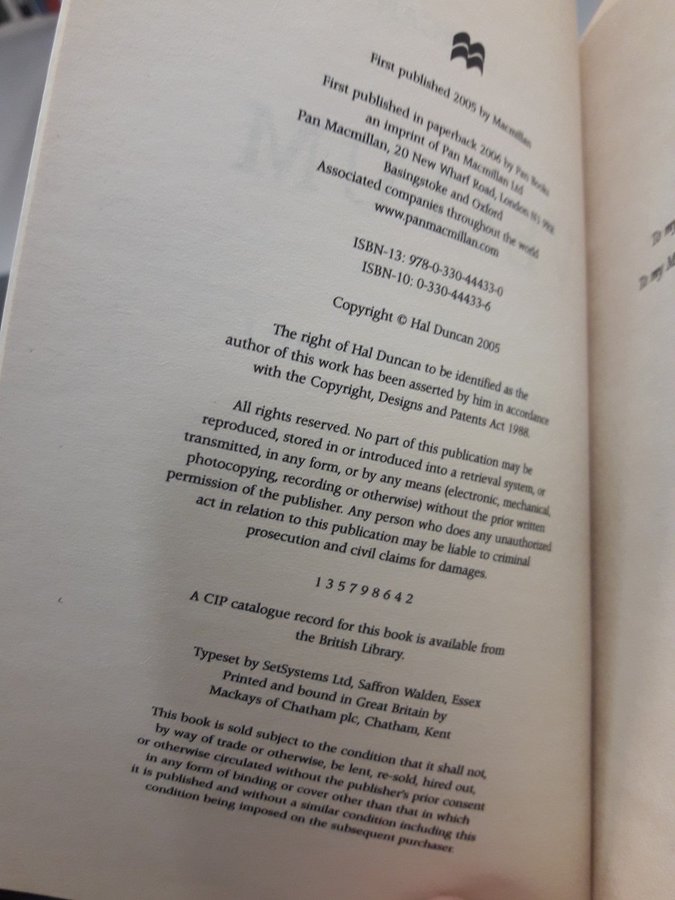 First published 2005 by Macmillan
First published in paperback 2006 by Pan Books
an imprint of Pan Macmillan Ltd
Pan Macmillan, 20 New Wharf Road, London N1 9RR
Basingstoke and Oxford
Associated companies throughout the world
www.panmacmillan.com
ISBN-13: 978-0-330-44433-0
ISBN-10: 0-330-44433-6
Copyright © Hal Duncan 2005
The right of Hal Duncan to be identified as the
author of this work has been asserted by him in accordance
with the Copyright, Designs and Patents Act 1988.
All rights reserved. No part of this publication may be
reproduced, stored in or introduced into a retrieval system, or
transmitted, in any form, or by any means (electronic, mechanical,
photocopying, recording or otherwise) without the prior written
permission of the publisher. Any person who does any unauthorized
act in relation to this publication may be liable to criminal
prosecution and civil claims for damages.
1 3 5 7 9 8 6 4 2
A CIP catalogue record for this book is available from
the British Library.
Typeset by SetSystems Ltd, Saffron Walden, Essex
Printed and bound in Great Britain by
Mackays of Chatham plc, Chatham, Kent
This book is sold subject to the condition that it shall not,
by way of trade or otherwise, be lent, re-sold, hired out,
or otherwise circulated without the publisher's prior consent
in any form of binding or cover other than that in which
it is published and without a similar condition including this
condition being imposed on the subsequent purchaser.
To my
To my M